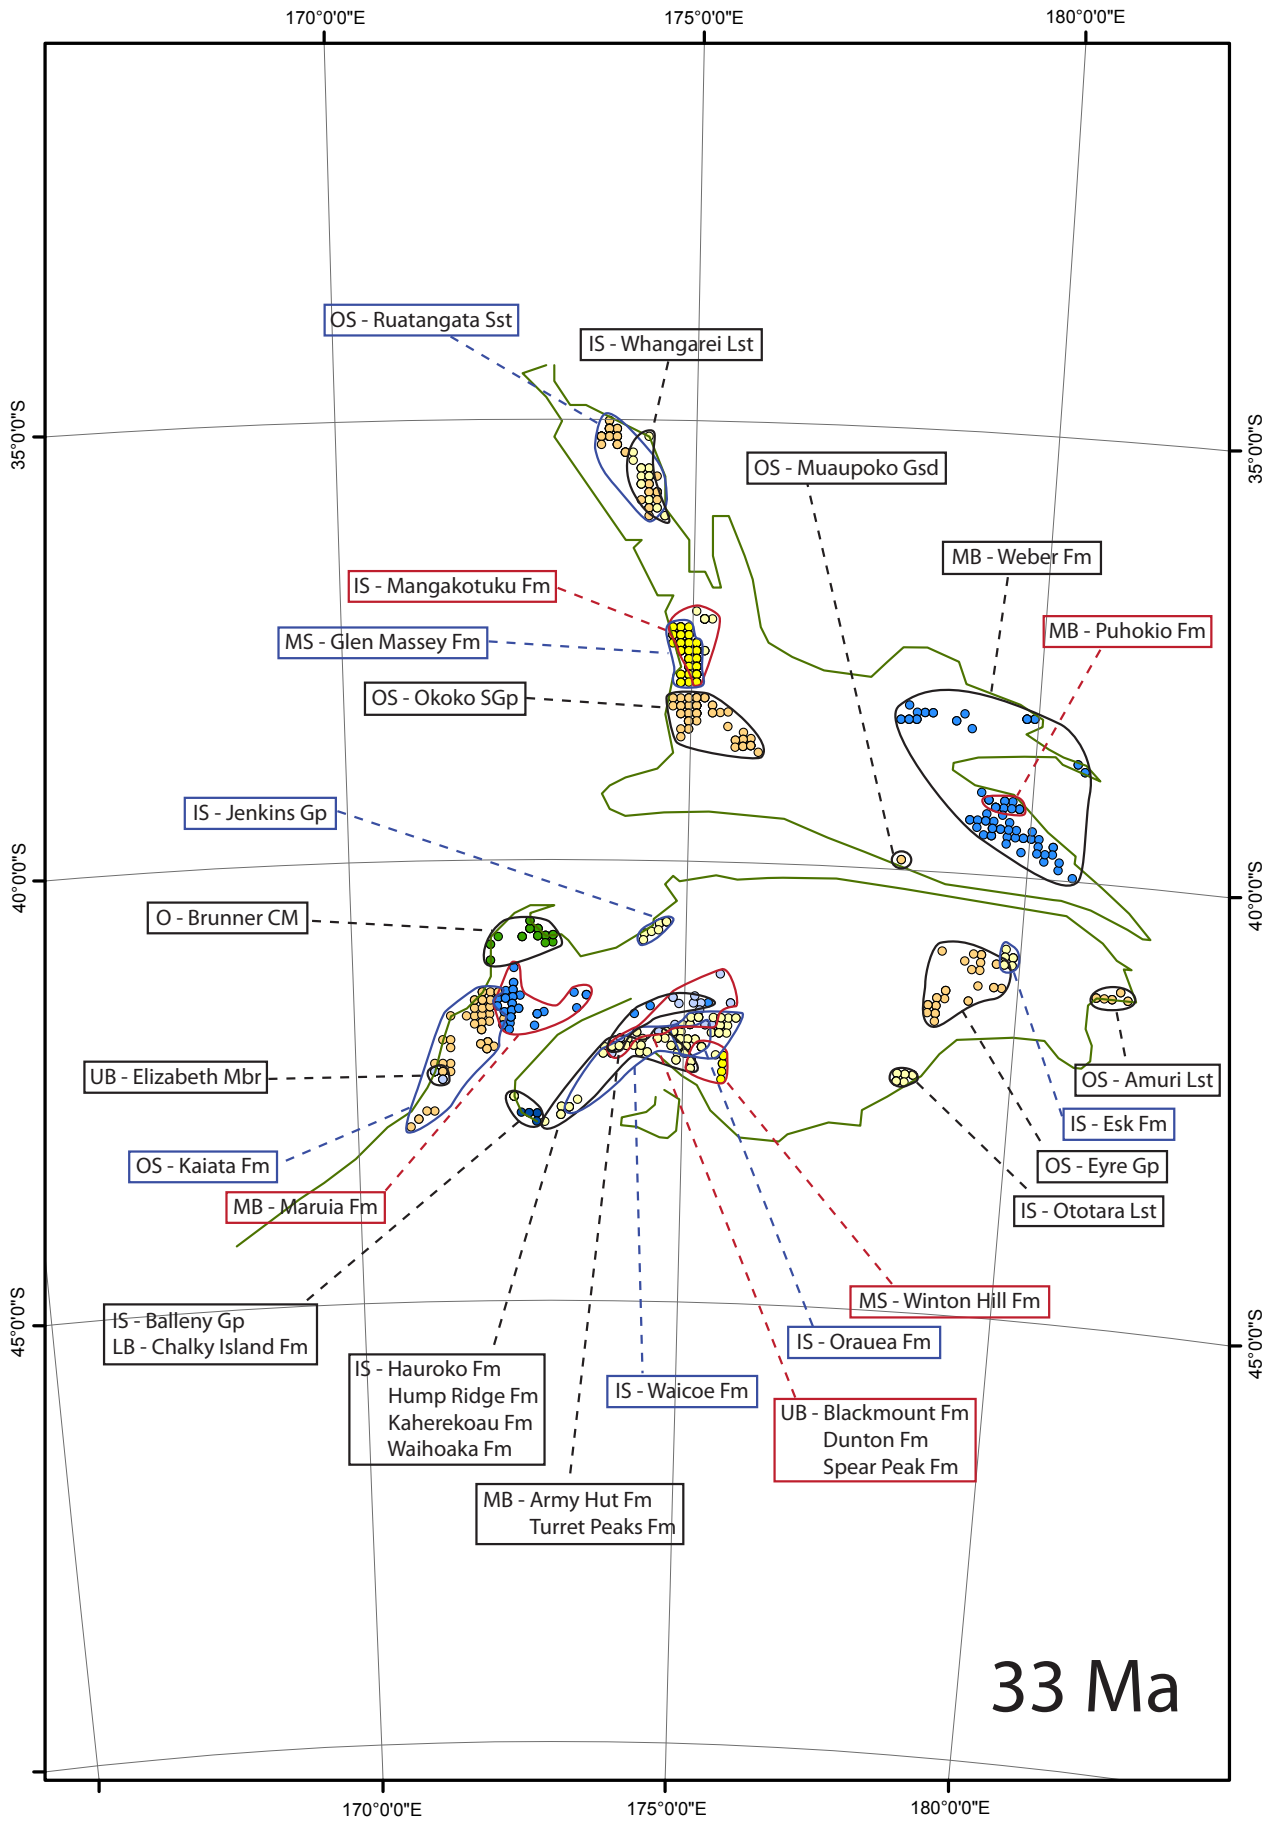 170°0'0"E
175°0'0"E
180°0'0"E
OS - Ruatangata Sst
IS - Whangarei Lst
35°0'0"S
35°0'0"S
OS - Muaupoko Gsd
MB - Weber Fm
IS - Mangakotuku Fm
MB - Puhokio Fm
MS - Glen Massey Fm
OS - Okoko SGp
IS - Jenkins Gp
40°0'0"S
40°0'0"S
O - Brunner CM
UB - Elizabeth Mbr
OS - Amuri Lst
IS - Esk Fm
OS - Kaiata Fm
OS - Eyre Gp
MB - Maruia Fm
IS - Ototara Lst
MS - Winton Hill Fm
IS - Balleny Gp
LB - Chalky Island Fm
45°0'0"S
45°0'0"S
IS - Orauea Fm
IS - Hauroko Fm
Hump Ridge Fm
Kaherekoau Fm
Waihoaka Fm
IS - Waicoe Fm
UB - Blackmount Fm
Dunton Fm
Spear Peak Fm
MB - Army Hut Fm
Turret Peaks Fm
33 Ma
170°0'0"E
175°0'0"E
180°0'0"E